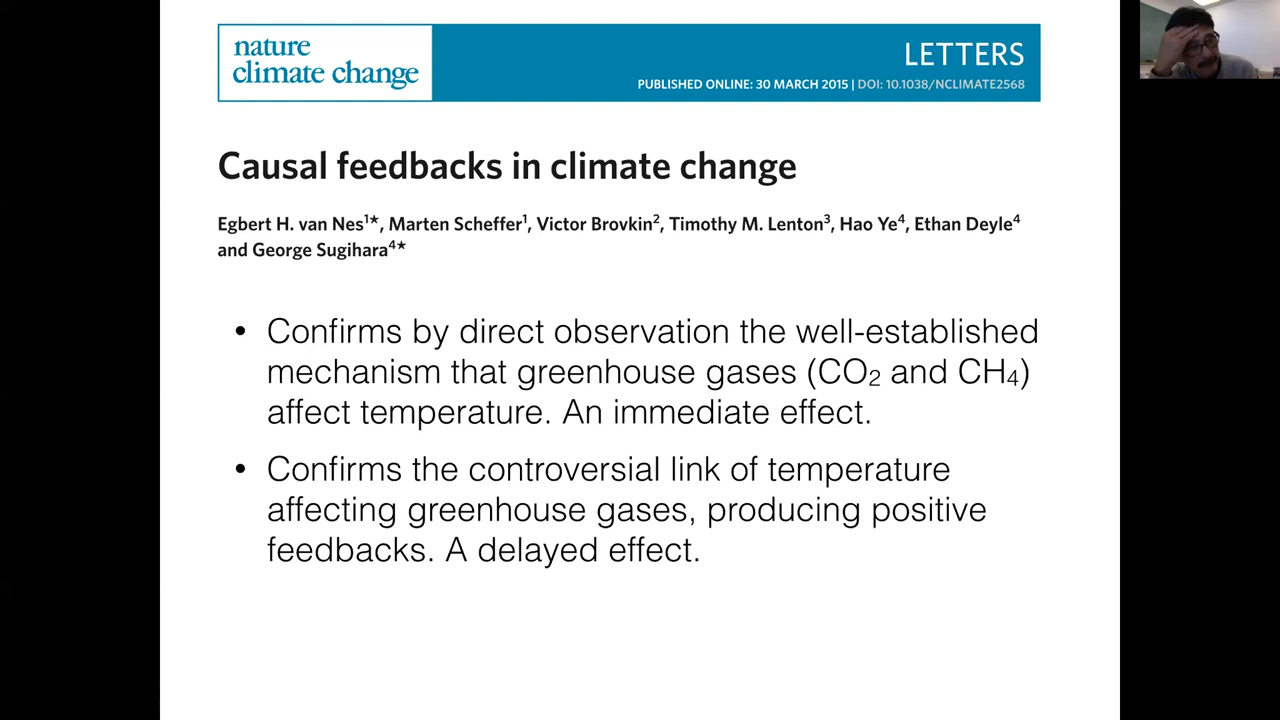 nature
climate change
LETTERS
PUBLISHED ONLINE: 30 MARCH 2015 | DOI: 10.1038/NCLIMATE2568
Causal feedbacks in climate change
Egbert H. van Nes¹*, Marten Scheffer¹, Victor Brovkin², Timothy M. Lenton³, Hao Ye⁴, Ethan Deyle⁴
and George Sugihara⁴*
• Confirms by direct observation the well-established
mechanism that greenhouse gases (CO₂ and CH₄)
affect temperature. An immediate effect.
• Confirms the controversial link of temperature
affecting greenhouse gases, producing positive
feedbacks. A delayed effect.